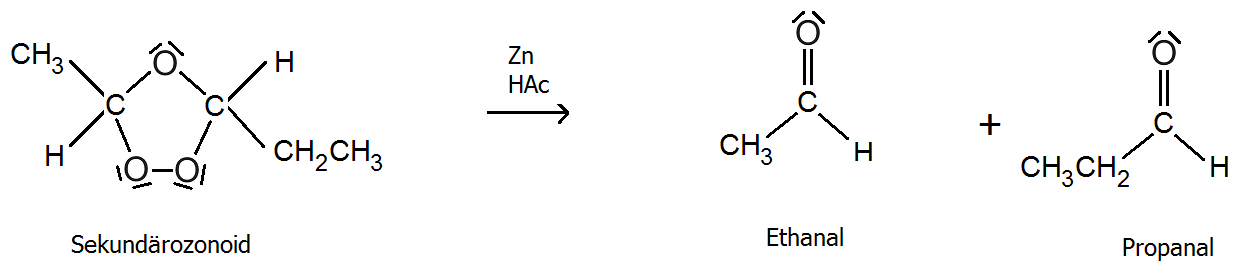 CH3
H
O
C
C
H
O
O
CH2CH3
Sekundärozonoid
Zn
HAc
O
C
CH3
H
Ethanal
+
O
C
CH3CH2
H
Propanal